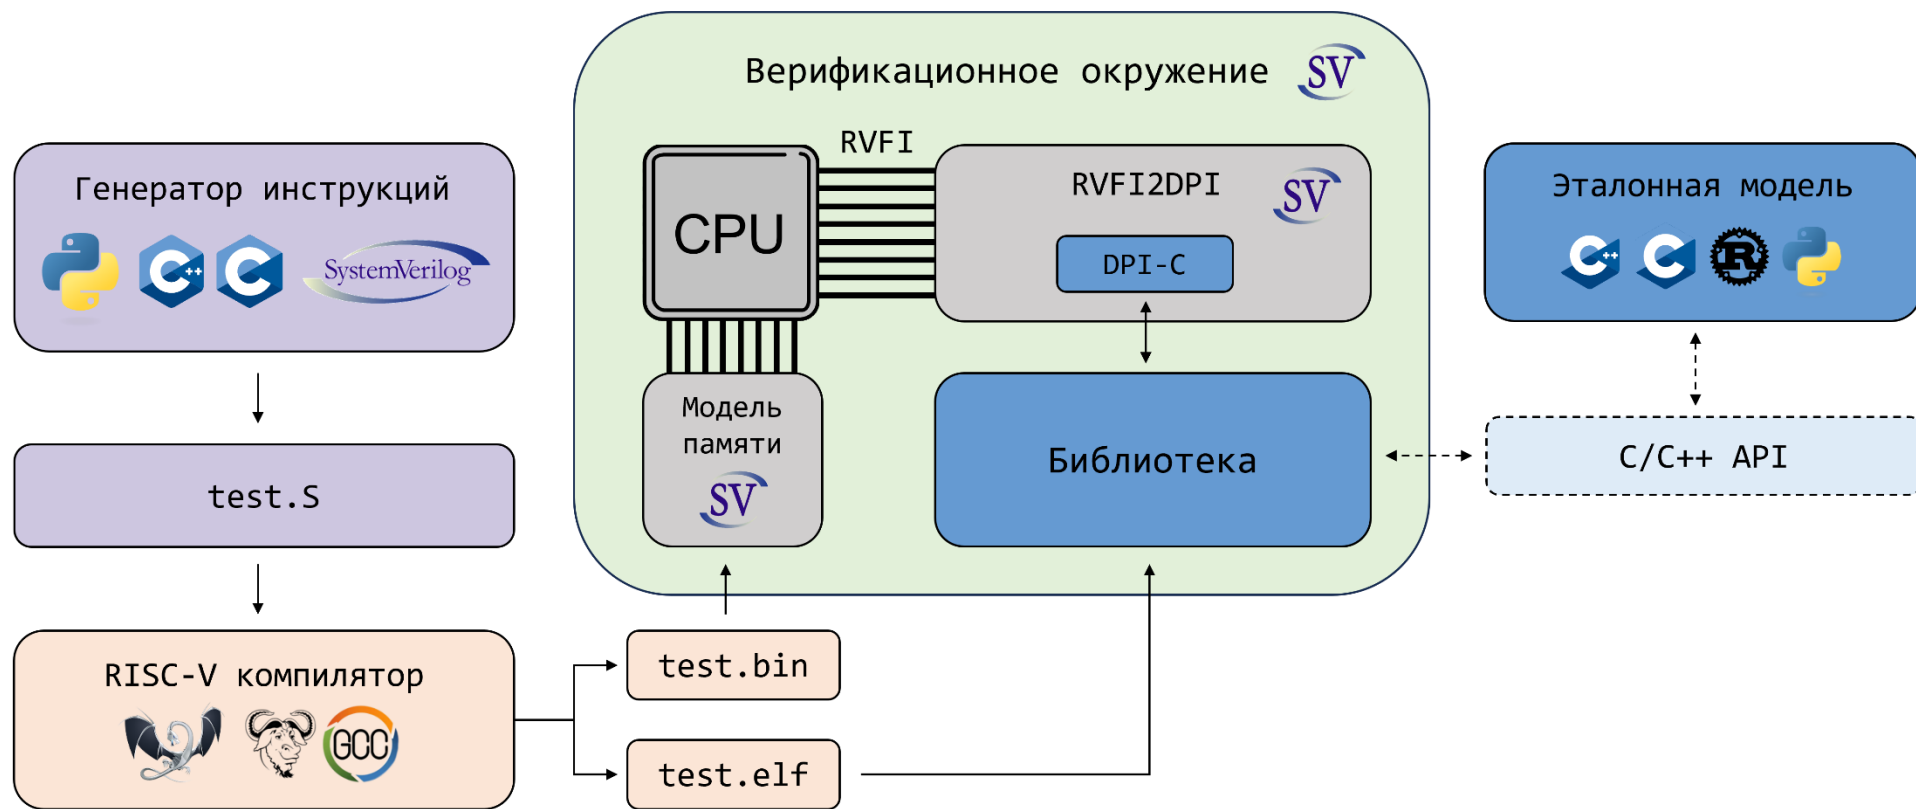 Верификационное окружение
SV
Генератор инструкций
C++
C
SystemVerilog
test.S
RISC-V компилятор
GCC
test.bin
test.elf
CPU
RVFI
RVFI2DPI
SV
DPI-C
Модель
памяти
SV
Библиотека
Эталонная модель
C++
C
R
C/C++ API